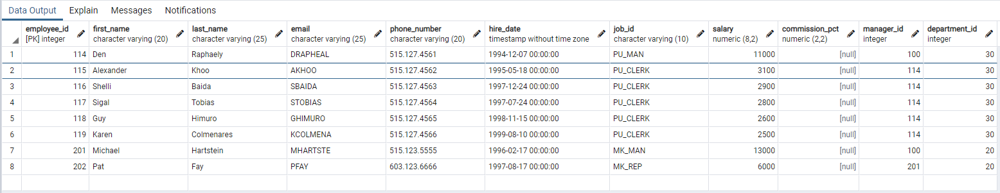 Data Output Explain Messages Notifications
employee_id first_name last_name email phone_number hire_date job_id salary commission_pct manager_id department_id
[PK] integer character varying (20) character varying (25) character varying (25) character varying (20) timestamp without time zone character varying (10) numeric (8,2) numeric (2,2) integer integer
1 114 Den Raphaely DRAPHEAL 515.127.4561 1994-12-07 00:00:00 PU_MAN 11000 [null] 100 30
2 115 Alexander Khoo AKHOO 515.127.4562 1995-05-18 00:00:00 PU_CLERK 3100 [null] 114 30
3 116 Shelli Baida SBAIDA 515.127.4563 1997-12-24 00:00:00 PU_CLERK 2900 [null] 114 30
4 117 Sigal Tobias STOBIAS 515.127.4564 1997-07-24 00:00:00 PU_CLERK 2800 [null] 114 30
5 118 Guy Himuro GHIMURO 515.127.4565 1998-11-15 00:00:00 PU_CLERK 2600 [null] 114 30
6 119 Karen Colmenares KCOLMENA 515.127.4566 1999-08-10 00:00:00 PU_CLERK 2500 [null] 114 30
7 201 Michael Hartstein MHARTSTE 515.123.5555 1996-02-17 00:00:00 MK_MAN 13000 [null] 100 20
8 202 Pat Fay PFAY 603.123.6666 1997-08-17 00:00:00 MK_REP 6000 [null] 201 20